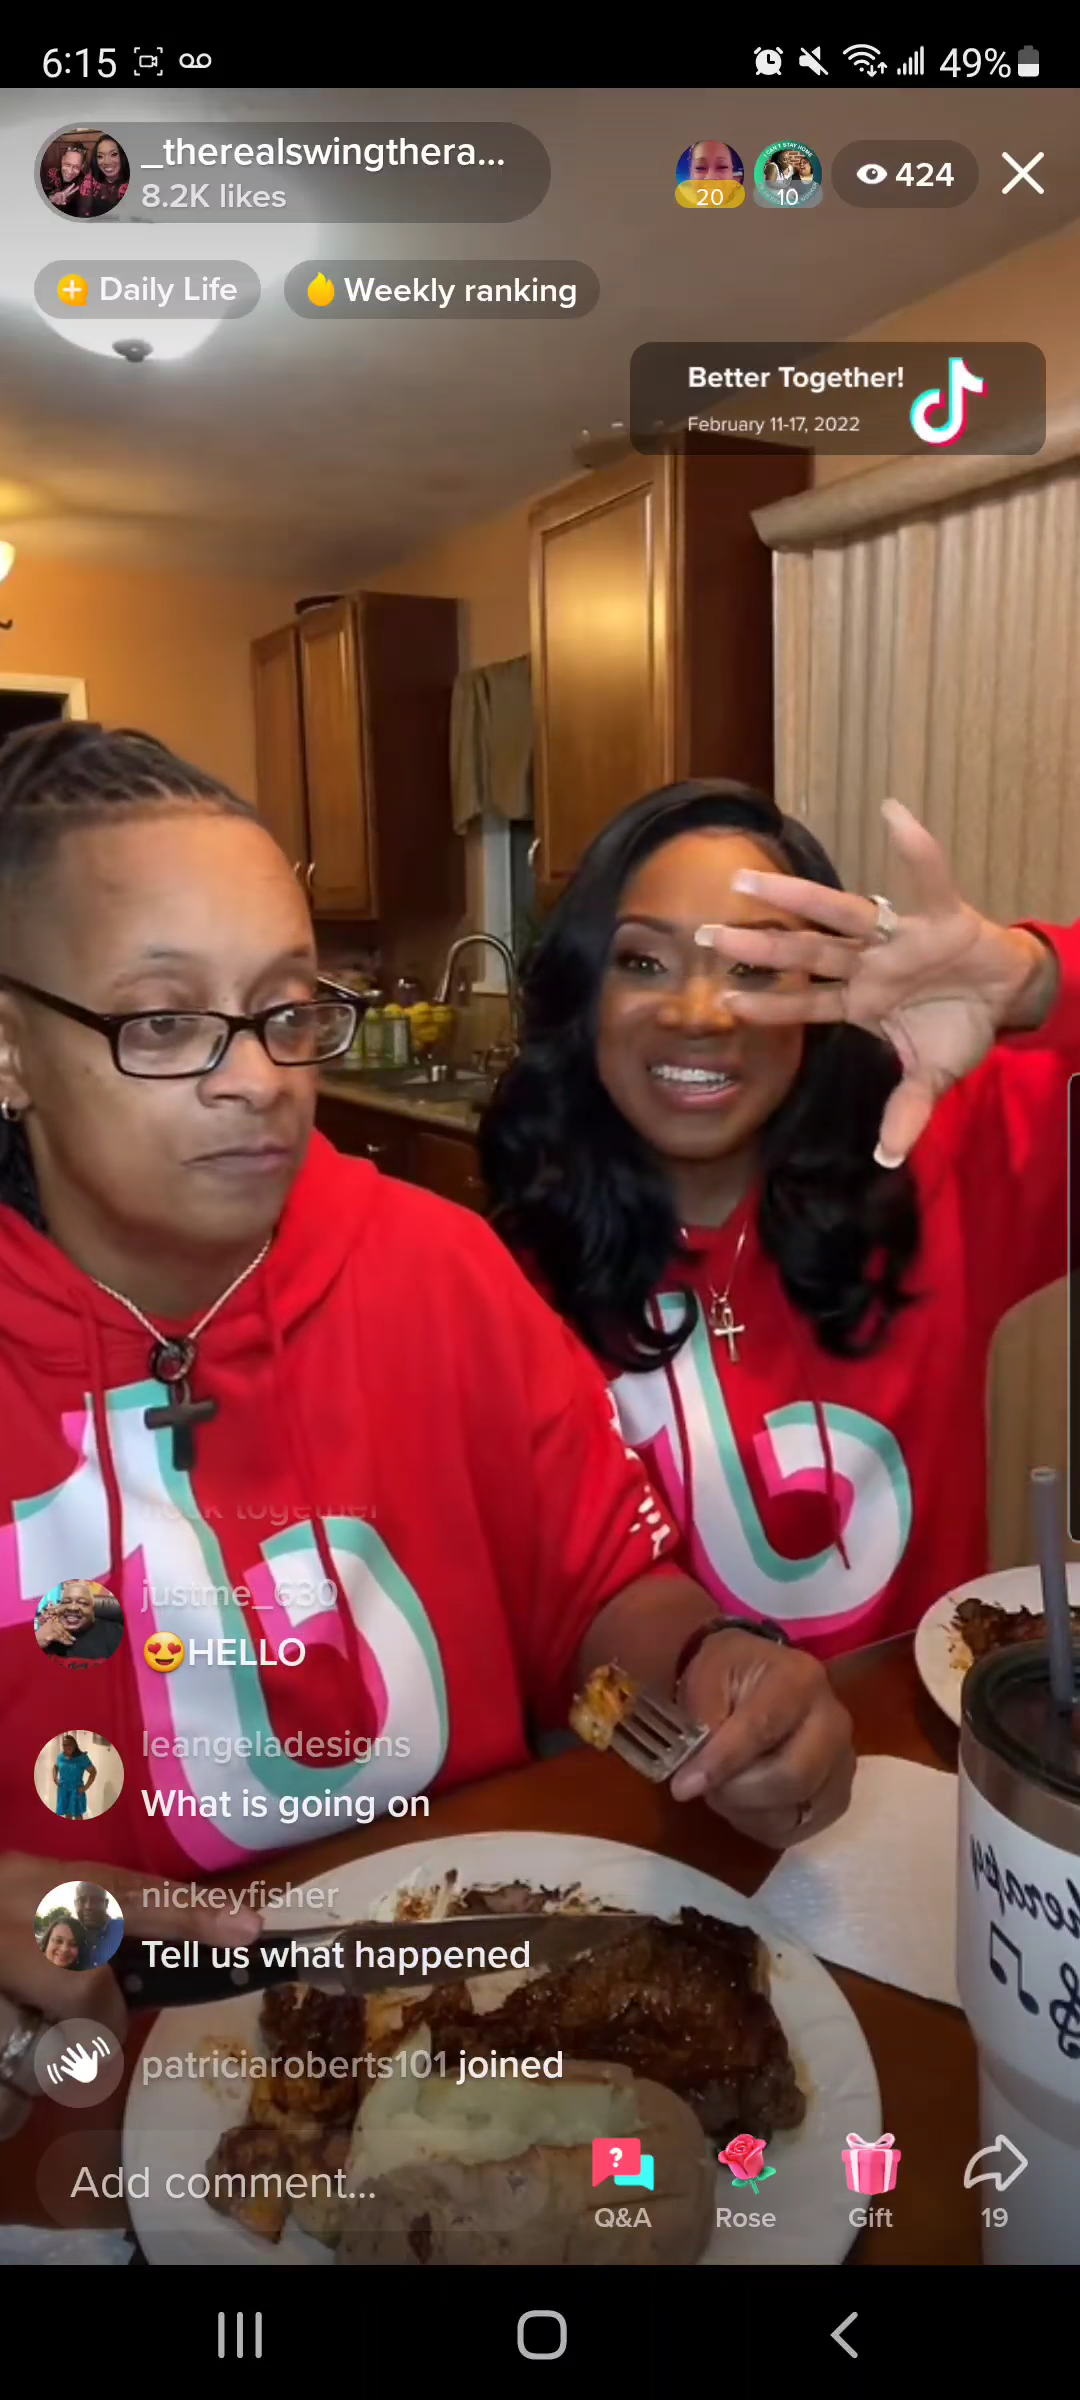 6:15
49%
_therealswingthera...
8.2K likes
20
10
424
Daily Life
Weekly ranking
Better Together!
February 11-17, 2022
together
justme_630
😍HELLO
leangeladesigns
What is going on
nickeyfisher
Tell us what happened
patriciaroberts101 joined
Add comment...
Q&A
Rose
Gift
19